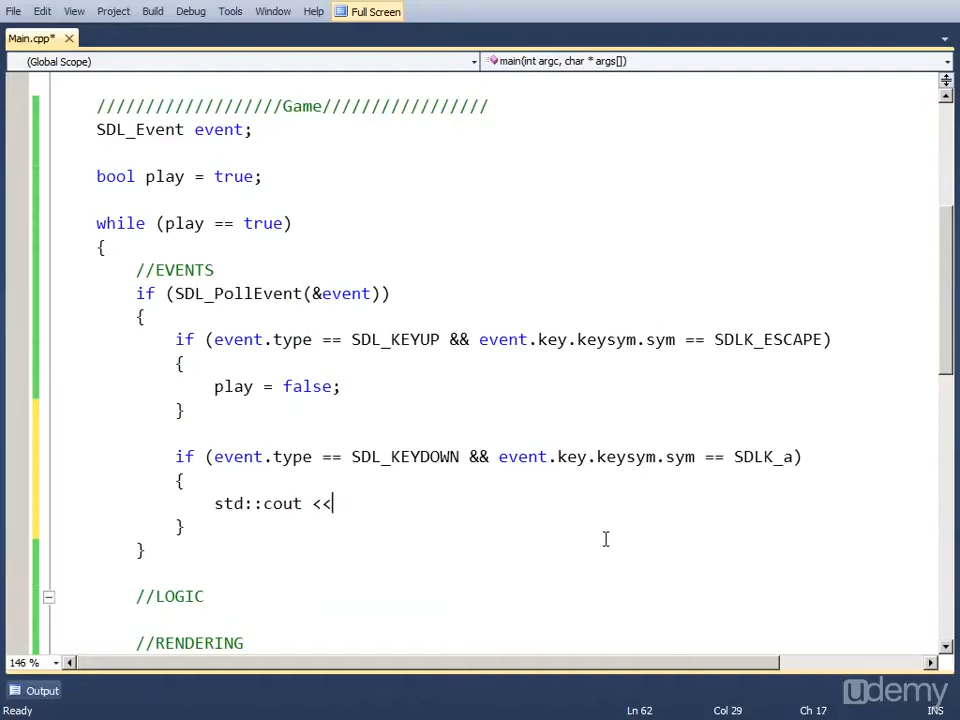 File Edit View Project Build Debug Tools Window Help Full Screen
Main.cpp*
(Global Scope) main(int argc, char * args[])
///////////////////Game/////////////////
SDL_Event event;
bool play = true;
while (play == true)
{
//EVENTS
if (SDL_PollEvent(&event))
{
if (event.type == SDL_KEYUP && event.key.keysym.sym == SDLK_ESCAPE)
{
play = false;
}
if (event.type == SDL_KEYDOWN && event.key.keysym.sym == SDLK_a)
{
std::cout <<
}
}
//LOGIC
//RENDERING
146 %
Output
udemy
Ready Ln 62 Col 29 Ch 17 INS